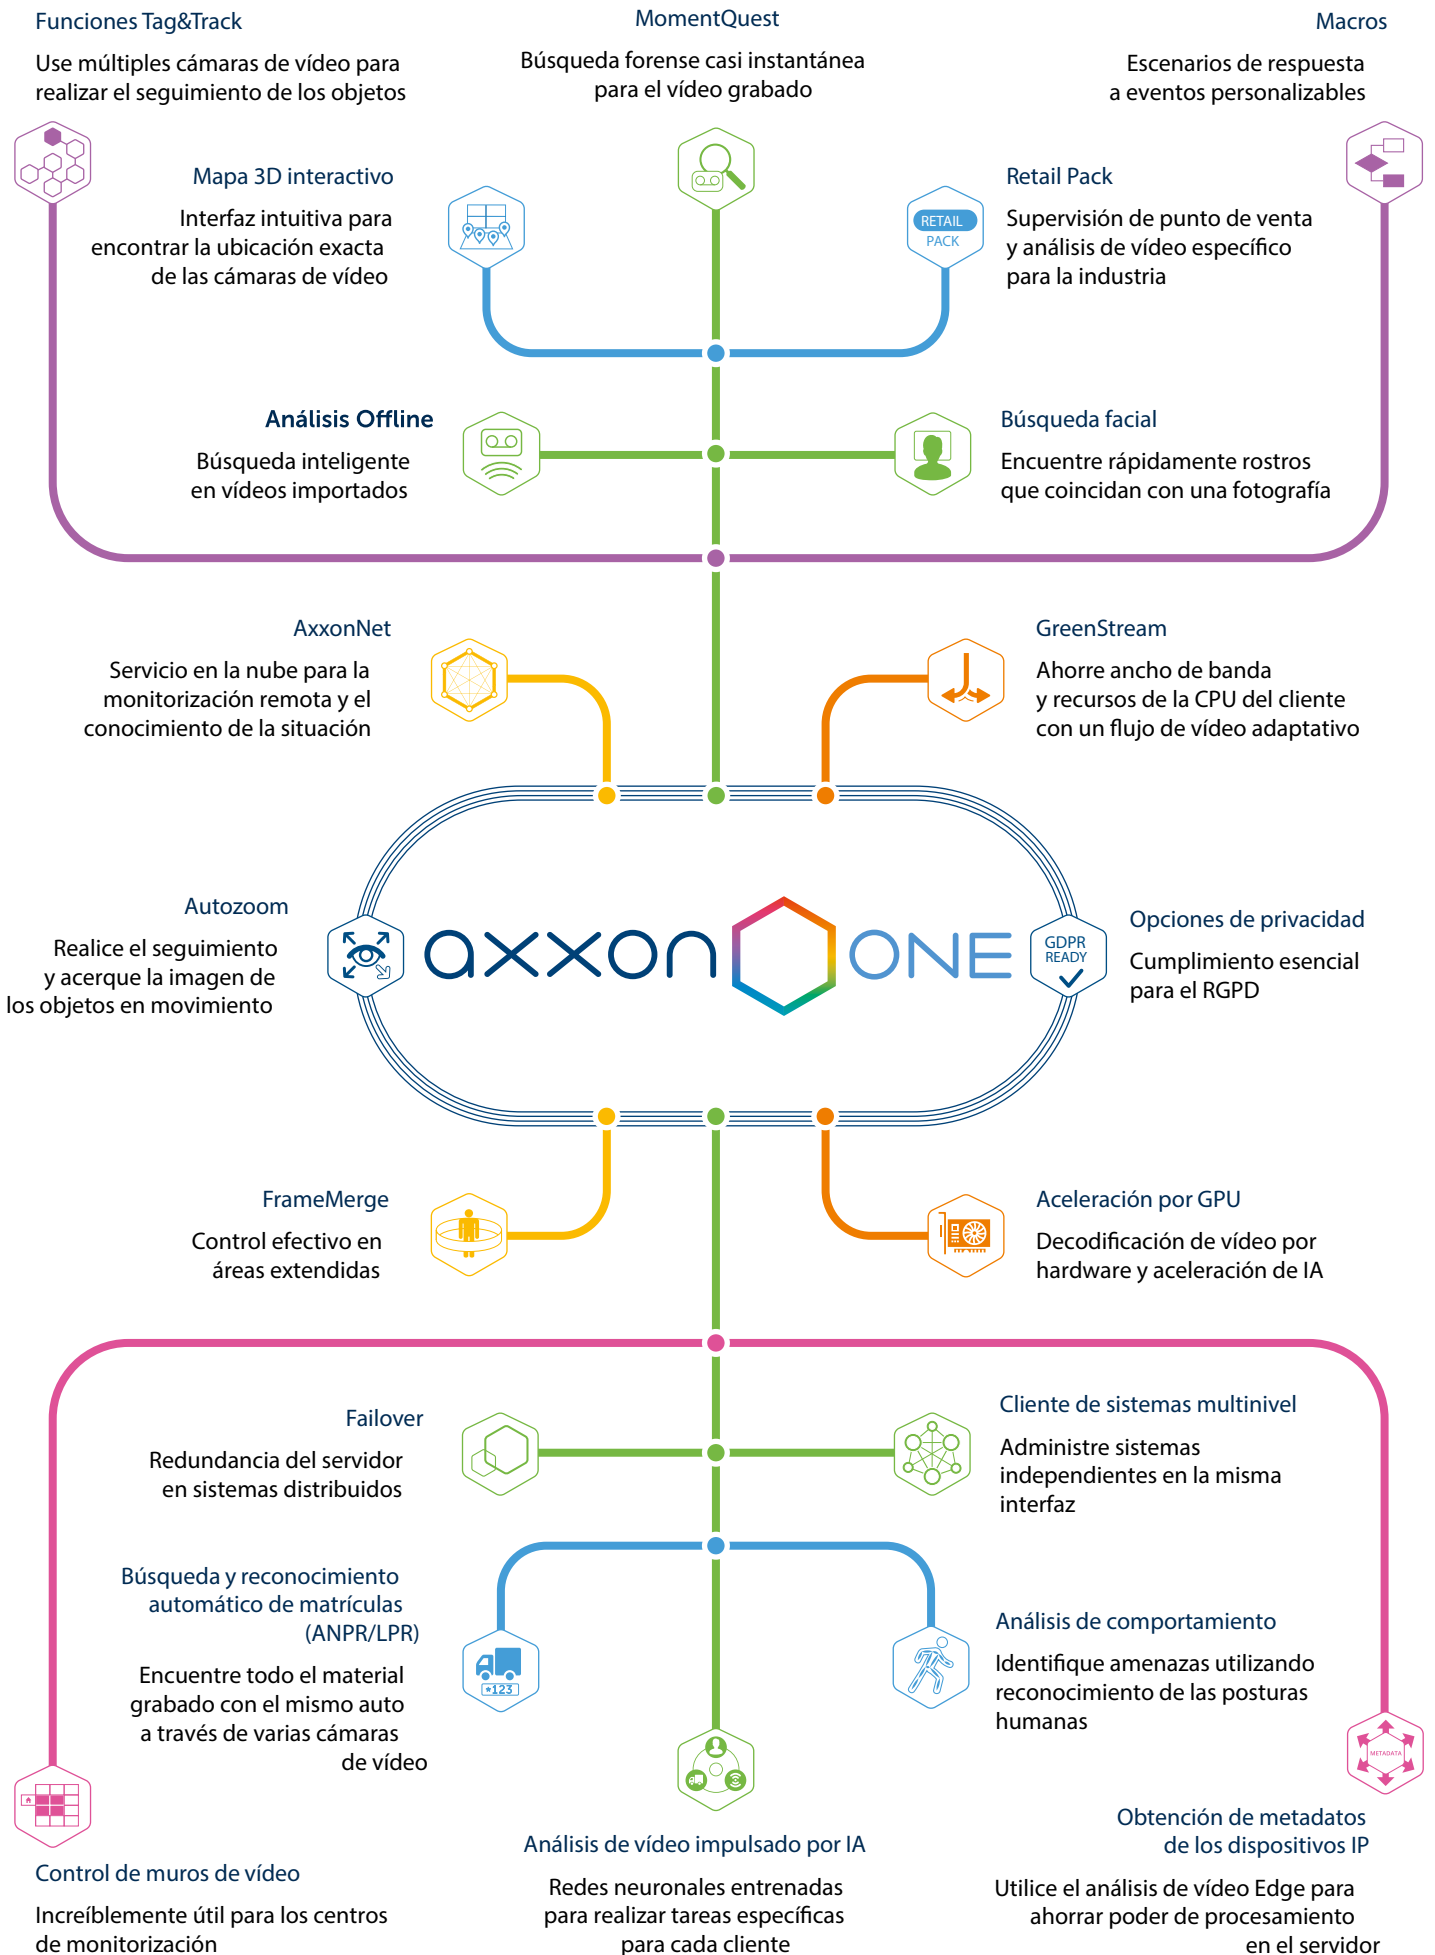 Funciones Tag&Track
Use múltiples cámaras de vídeo para
realizar el seguimiento de los objetos
MomentQuest
Búsqueda forense casi instantánea
para el vídeo grabado
Macros
Escenarios de respuesta
a eventos personalizables
Mapa 3D interactivo
Interfaz intuitiva para
encontrar la ubicación exacta
de las cámaras de vídeo
RETAIL
PACK
Retail Pack
Supervisión de punto de venta
y análisis de vídeo específico
para la industria
Análisis Offline
Búsqueda inteligente
en vídeos importados
Búsqueda facial
Encuentre rápidamente rostros
que coincidan con una fotografía
AxxonNet
Servicio en la nube para la
monitorización remota y el
conocimiento de la situación
GreenStream
Ahorre ancho de banda
y recursos de la CPU del cliente
con un flujo de vídeo adaptativo
Autozoom
Realice el seguimiento
y acerque la imagen de
los objetos en movimiento
axxon ONE
GDPR
READY
Opciones de privacidad
Cumplimiento esencial
para el RGPD
FrameMerge
Control efectivo en
áreas extendidas
Aceleración por GPU
Decodificación de vídeo por
hardware y aceleración de IA
Failover
Redundancia del servidor
en sistemas distribuidos
Cliente de sistemas multinivel
Administre sistemas
independientes en la misma
interfaz
Búsqueda y reconocimiento
automático de matrículas
(ANPR/LPR)
Encuentre todo el material
grabado con el mismo auto
a través de varias cámaras
de vídeo
*123
Análisis de comportamiento
Identifique amenazas utilizando
reconocimiento de las posturas
humanas
METADATA
Control de muros de vídeo
Increíblemente útil para los centros
de monitorización
Análisis de vídeo impulsado por IA
Redes neuronales entrenadas
para realizar tareas específicas
para cada cliente
Obtención de metadatos
de los dispositivos IP
Utilice el análisis de vídeo Edge para
ahorrar poder de procesamiento
en el servidor